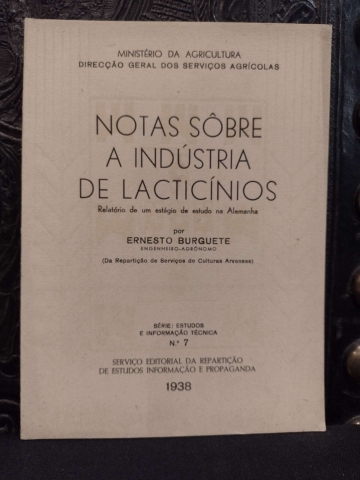 MINISTÉRIO DA AGRICULTURA
DIRECÇÃO GERAL DOS SERVIÇOS AGRÍCOLAS
NOTAS SÔBRE
A INDÚSTRIA
DE LACTICÍNIOS
Relatório de um estágio de estudo na Alemanha
por
ERNESTO BURGUETE
ENGENHEIRO-AGRÓNOMO
(Da Repartição de Serviços de Culturas Arvenses)
SÉRIE: ESTUDOS
E INFORMAÇÃO TÉCNICA
N.º 7
SERVIÇO EDITORIAL DA REPARTIÇÃO
DE ESTUDOS INFORMAÇÃO E PROPAGANDA
1938